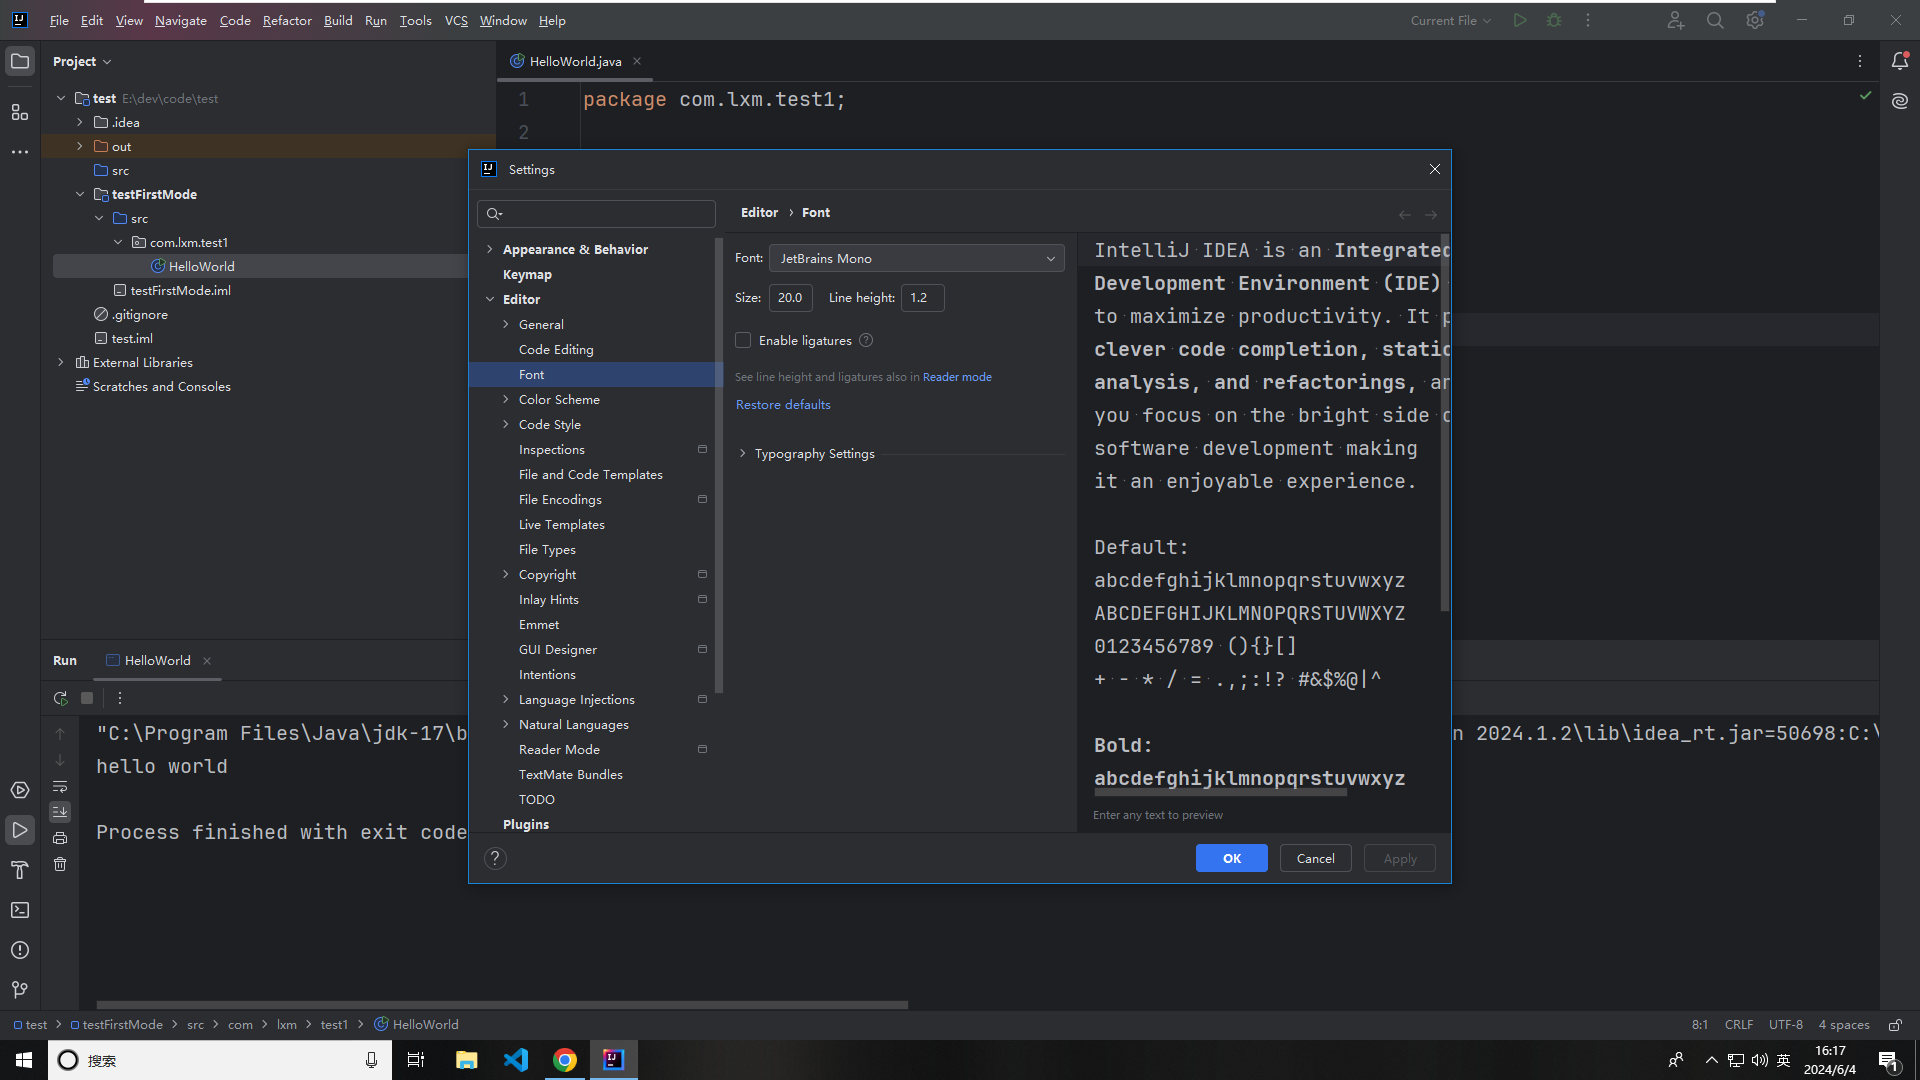 File Edit View Navigate Code Refactor Build Run Tools VCS Window Help
Current File
Project
HelloWorld.java
test E:\dev\code\test
.idea
out
src
testFirstMode
src
com.lxm.test1
HelloWorld
testFirstMode.iml
.gitignore
test.iml
External Libraries
Scratches and Consoles
1 package com.lxm.test1;
2
Settings
Appearance & Behavior
Keymap
Editor
General
Code Editing
Font
Color Scheme
Code Style
Inspections
File and Code Templates
File Encodings
Live Templates
File Types
Copyright
Inlay Hints
Emmet
GUI Designer
Intentions
Language Injections
Natural Languages
Reader Mode
TextMate Bundles
TODO
Plugins
Editor › Font
Font: JetBrains Mono
Size: 20.0 Line height: 1.2
Enable ligatures ?
See line height and ligatures also in Reader mode
Restore defaults
Typography Settings
IntelliJ IDEA is an Integrated
Development Environment (IDE)
to maximize productivity. It p
clever code completion, static
analysis, and refactorings, an
you focus on the bright side o
software development making
it an enjoyable experience.
Default:
abcdefghijklmnopqrstuvwxyz
ABCDEFGHIJKLMNOPQRSTUVWXYZ
0123456789 (){}[]
+ - * / = .,;:!? #&$%@|^
Bold:
abcdefghijklmnopqrstuvwxyz
Enter any text to preview
?
OK Cancel Apply
Run HelloWorld
"C:\Program Files\Java\jdk-17\b
n 2024.1.2\lib\idea_rt.jar=50698:C:\
hello world
Process finished with exit code
test > testFirstMode > src > com > lxm > test1 > HelloWorld
8:1 CRLF UTF-8 4 spaces
搜索
英
16:17
2024/6/4
1